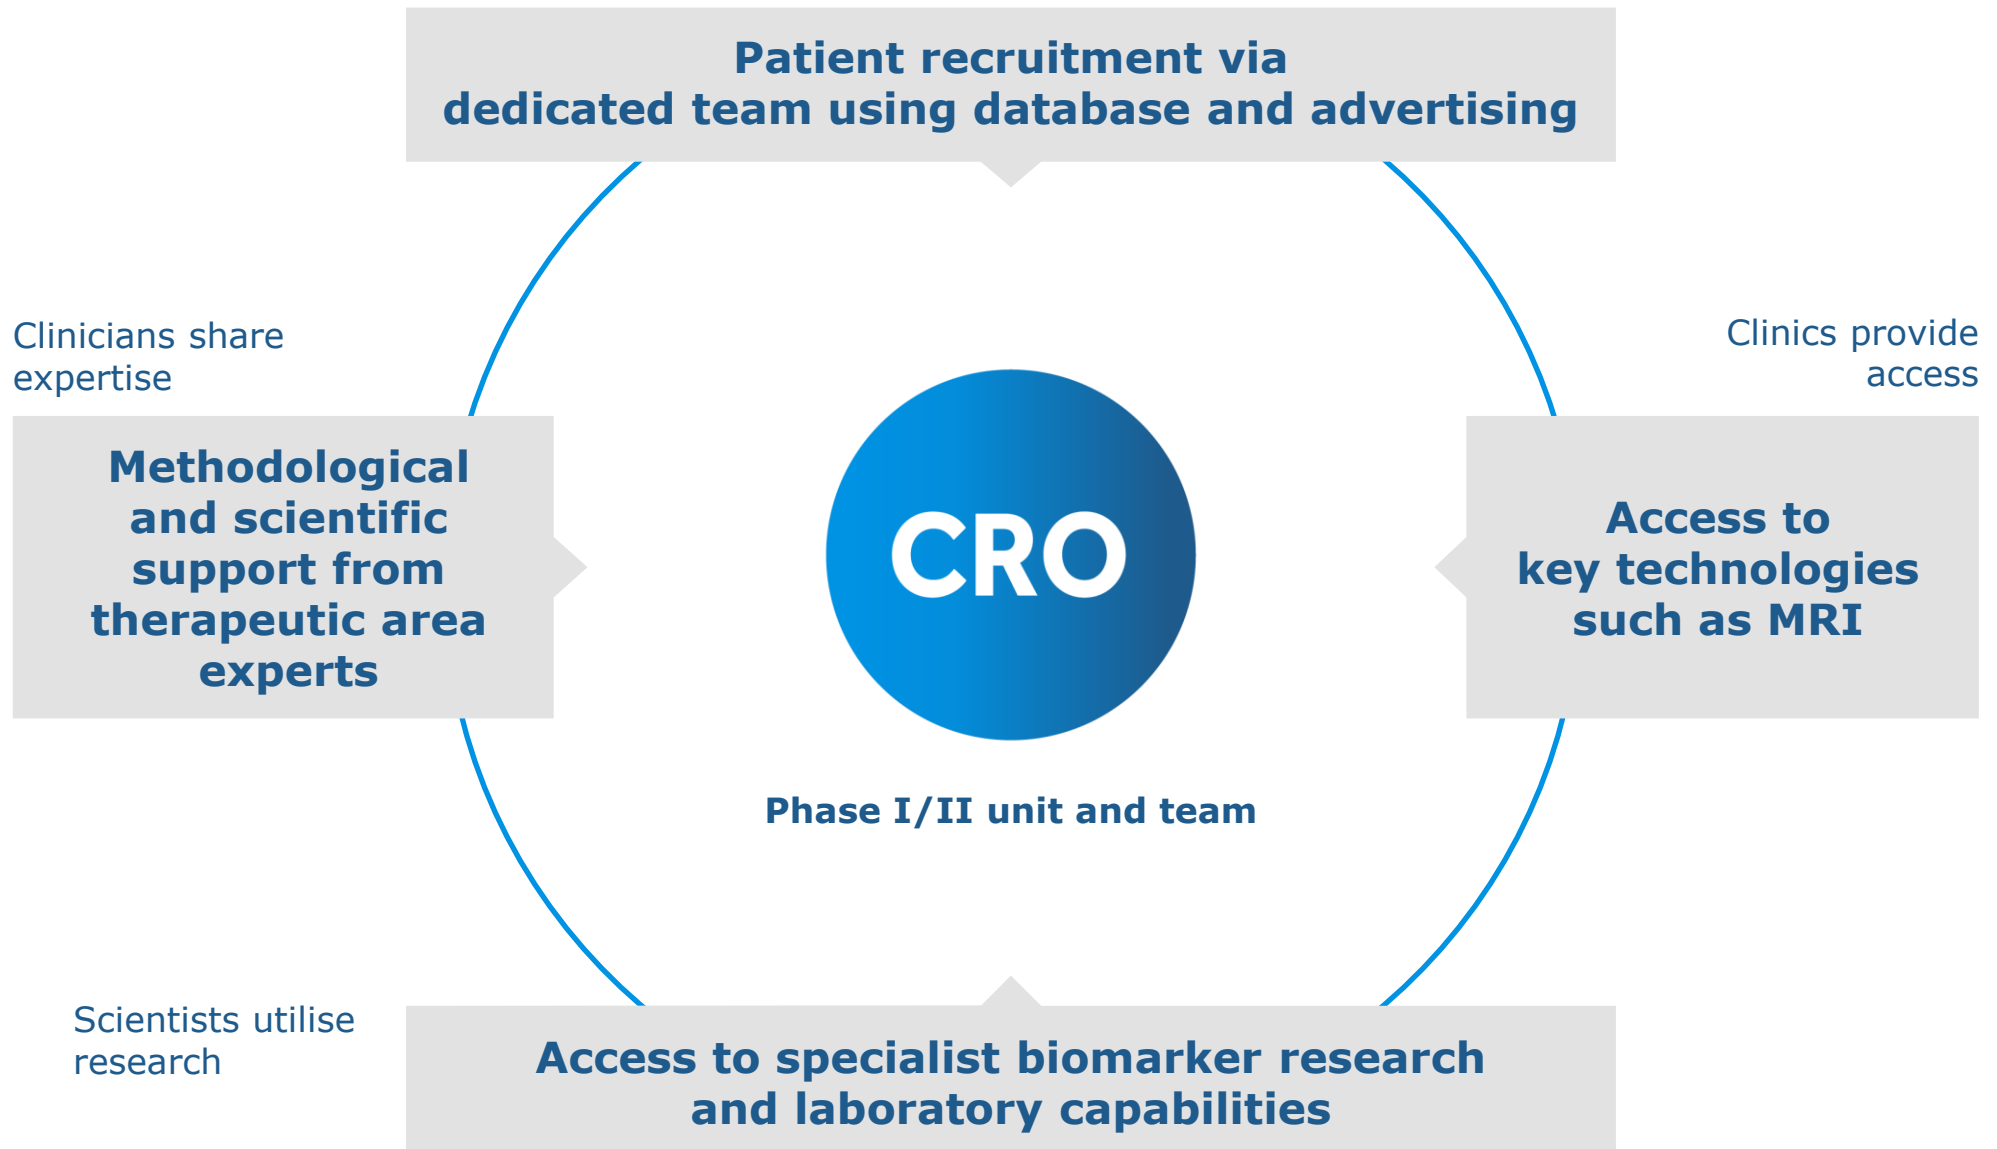 Patient recruitment via
dedicated team using database and advertising
Clinicians share
expertise
Clinics provide
access
Methodological
and scientific
support from
therapeutic area
experts
CRO
Access to
key technologies
such as MRI
Phase I/II unit and team
Scientists utilise
research
Access to specialist biomarker research
and laboratory capabilities